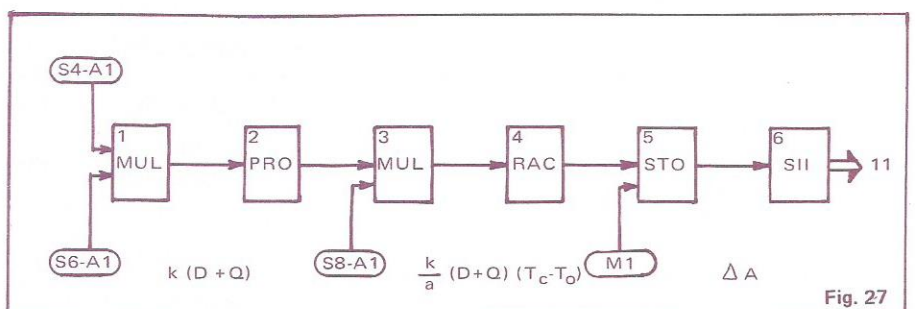 S4-A1
1 2 3 4 5 6
MUL PRO MUL RAC STO SII 11
S6-A1 k (D + Q) S8-A1 k/a (D+Q) (Tc-To) M1 Δ A
Fig. 27